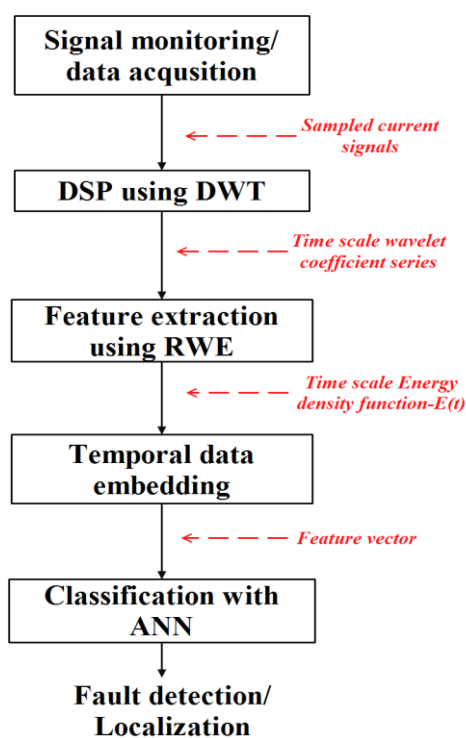 Signal monitoring/
data acqusition
Sampled current
signals
DSP using DWT
Time scale wavelet
coefficient series
Feature extraction
using RWE
Time scale Energy
density function-E(t)
Temporal data
embedding
Feature vector
Classification with
ANN
Fault detection/
Localization